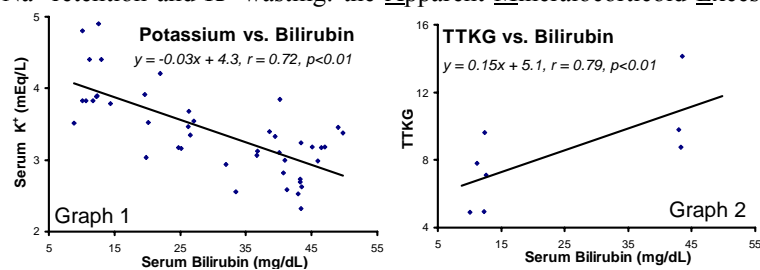 Na⁺ retention and K⁺ wasting: the Apparent Mineralocorticoid Exces
Potassium vs. Bilirubin
y = -0.03x + 4.3, r = 0.72, p<0.01
Serum K⁺ (mEq/L)
5
4
3
2
Graph 1
5 15 25 35 45 55
Serum Bilirubin (mg/dL)
TTKG vs. Bilirubin
y = 0.15x + 5.1, r = 0.79, p<0.01
TTKG
16
12
8
4
Graph 2
5 15 25 35 45 55
Serum Bilirubin (mg/dL)